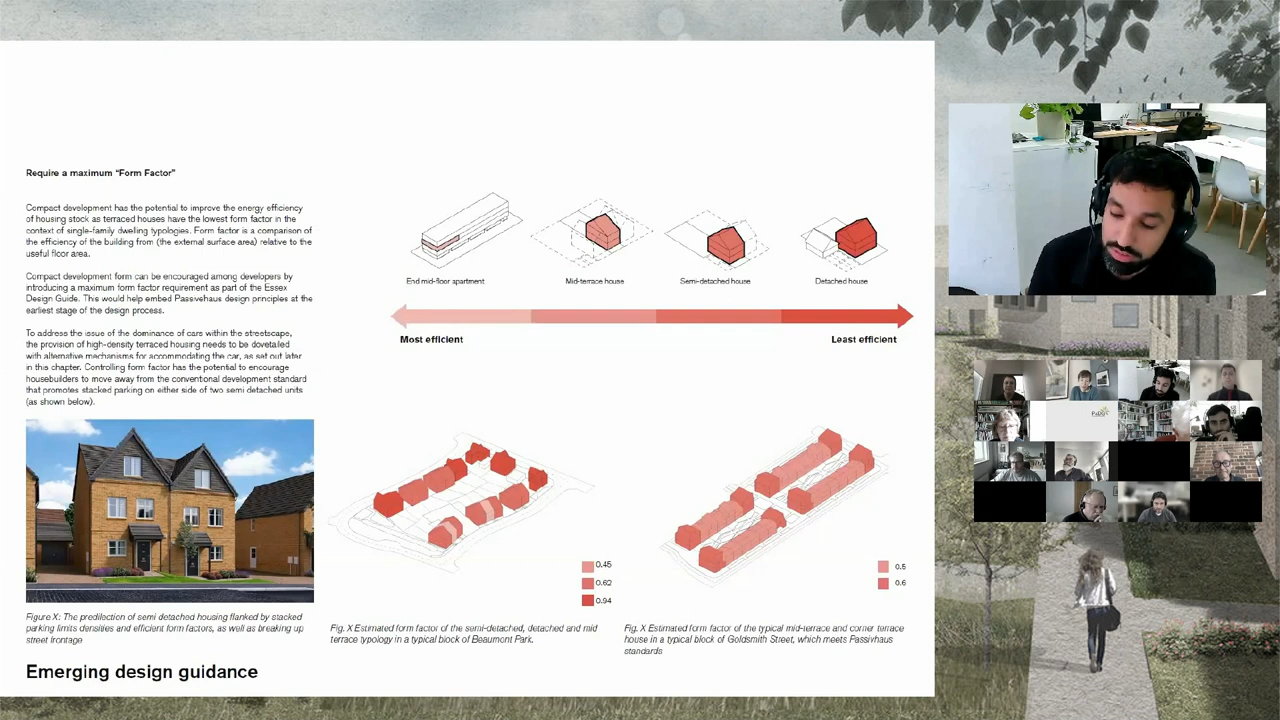 Require a maximum “Form Factor”
Compact development has the potential to improve the energy efficiency
of housing stock as terraced houses have the lowest form factor in the
context of single-family dwelling typologies. Form factor is a comparison of
the efficiency of the building from (the external surface area) relative to the
useful floor area.
Compact development form can be encouraged among developers by
introducing a maximum form factor requirement as part of the Essex
Design Guide. This would help embed Passivehaus design principles at the
earliest stage of the design process.
To address the issue of the dominance of cars within the streetscape,
the provision of high-density terraced housing needs to be dovetailed
with alternative mechanisms for accommodating the car, as set out later
in this chapter. Controlling form factor has the potential to encourage
housebuilders to move away from the conventional development standard
that promotes stacked parking on either side of two semi detached units
(as shown below).
Figure X: The predilection of semi detached housing flanked by stacked
parking limits densities and efficient form factors, as well as breaking up
street frontage
Emerging design guidance
End mid-floor apartment
Mid-terrace house
Semi-detached house
Detached house
Most efficient
Least efficient
0.45
0.62
0.94
Fig. X Estimated form factor of the semi-detached, detached and mid
terrace typology in a typical block of Beaumont Park.
0.5
0.6
Fig. X Estimated form factor of the typical mid-terrace and corner terrace
house in a typical block of Goldsmith Street, which meets Passivhaus
standards